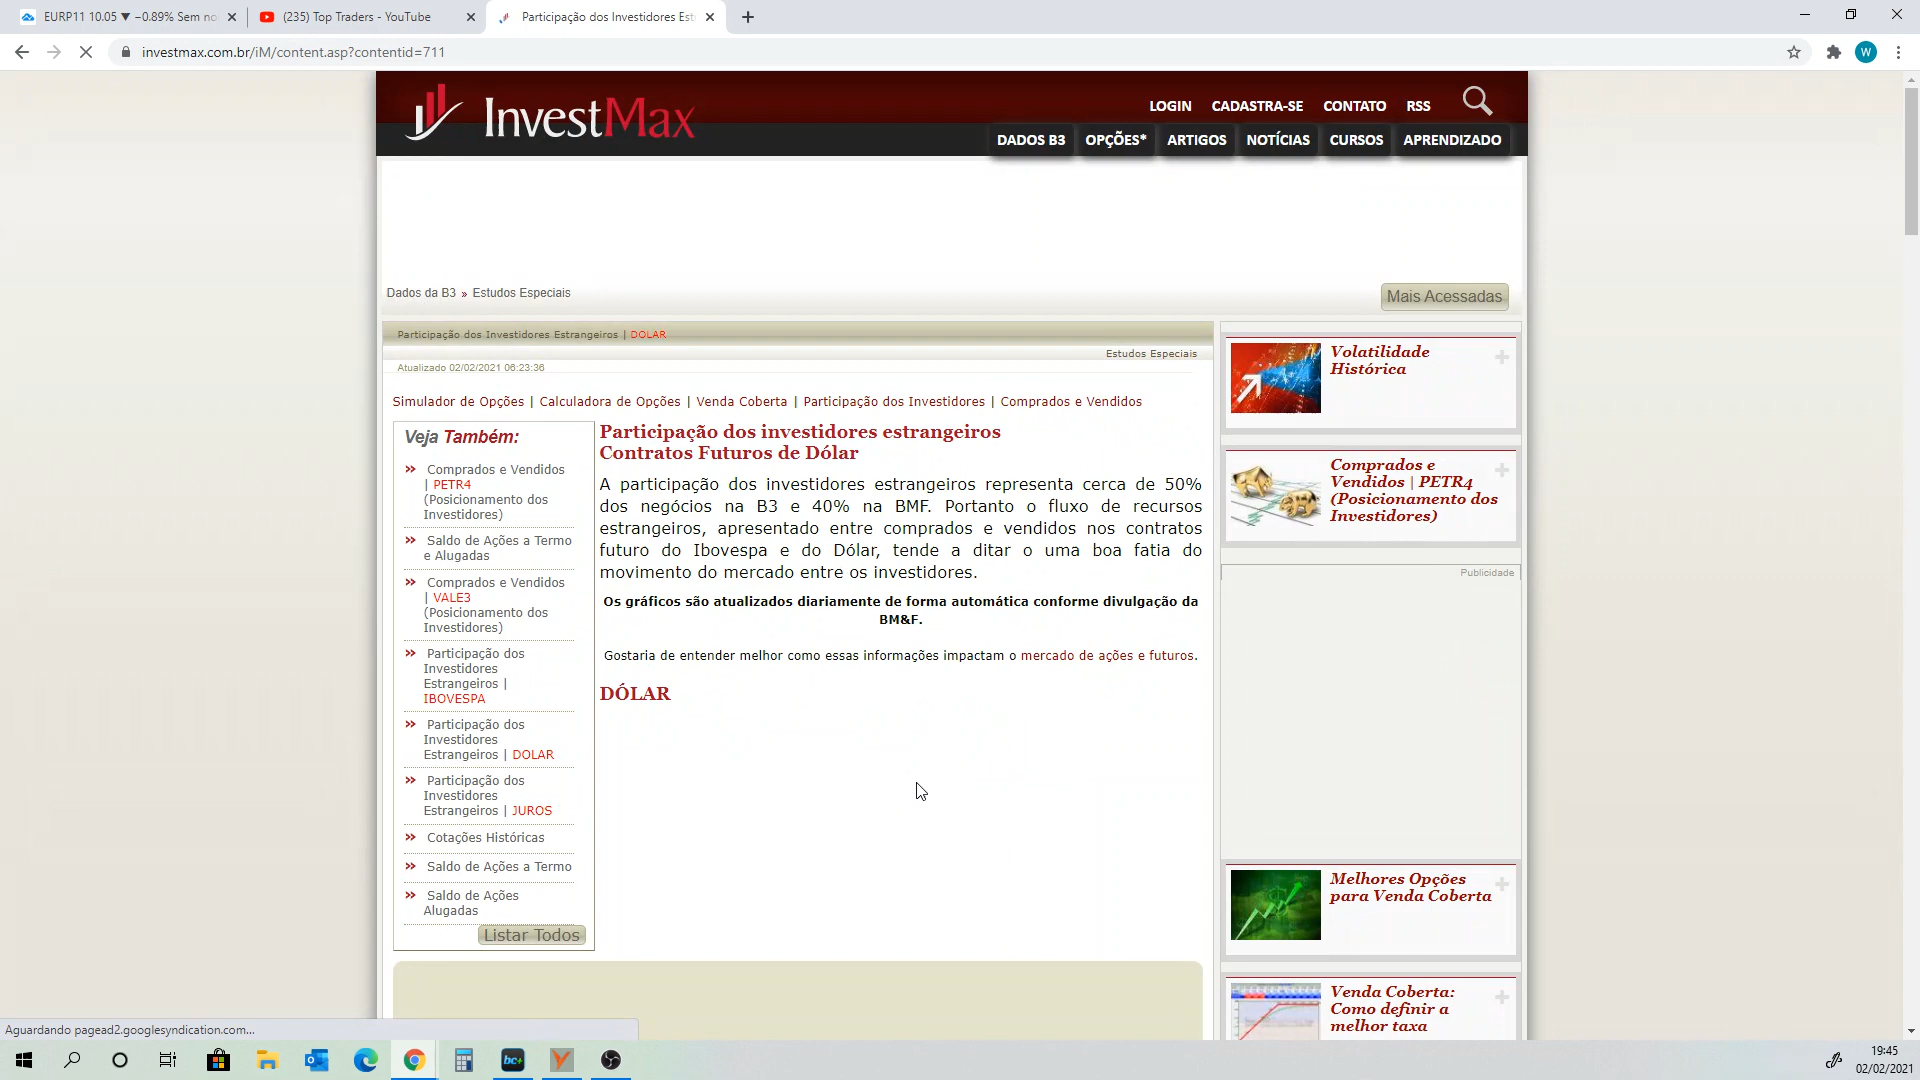 EURP11 10.05 ▼ −0.89% Sem no
(235) Top Traders - YouTube
Participação dos Investidores Est
investmax.com.br/iM/content.asp?contentid=711
W
InvestMax
LOGIN CADASTRA-SE CONTATO RSS
DADOS B3 OPÇÕES* ARTIGOS NOTÍCIAS CURSOS APRENDIZADO
Dados da B3 » Estudos Especiais
Mais Acessadas
Participação dos Investidores Estrangeiros | DOLAR
Estudos Especiais
Atualizado 02/02/2021 06:23:36
Simulador de Opções | Calculadora de Opções | Venda Coberta | Participação dos Investidores | Comprados e Vendidos
Veja Também:
» Comprados e Vendidos
| PETR4
(Posicionamento dos
Investidores)
» Saldo de Ações a Termo
e Alugadas
» Comprados e Vendidos
| VALE3
(Posicionamento dos
Investidores)
» Participação dos
Investidores
Estrangeiros |
IBOVESPA
» Participação dos
Investidores
Estrangeiros | DOLAR
» Participação dos
Investidores
Estrangeiros | JUROS
» Cotações Históricas
» Saldo de Ações a Termo
» Saldo de Ações
Alugadas
Listar Todos
Participação dos investidores estrangeiros
Contratos Futuros de Dólar
A participação dos investidores estrangeiros representa cerca de 50%
dos negócios na B3 e 40% na BMF. Portanto o fluxo de recursos
estrangeiros, apresentado entre comprados e vendidos nos contratos
futuro do Ibovespa e do Dólar, tende a ditar o uma boa fatia do
movimento do mercado entre os investidores.
Os gráficos são atualizados diariamente de forma automática conforme divulgação da
BM&F.
Gostaria de entender melhor como essas informações impactam o mercado de ações e futuros.
DÓLAR
Volatilidade
Histórica
Comprados e
Vendidos | PETR4
(Posicionamento dos
Investidores)
Publicidade
Melhores Opções
para Venda Coberta
Venda Coberta:
Como definir a
melhor taxa
Aguardando pagead2.googlesyndication.com...
bc+
19:45
02/02/2021